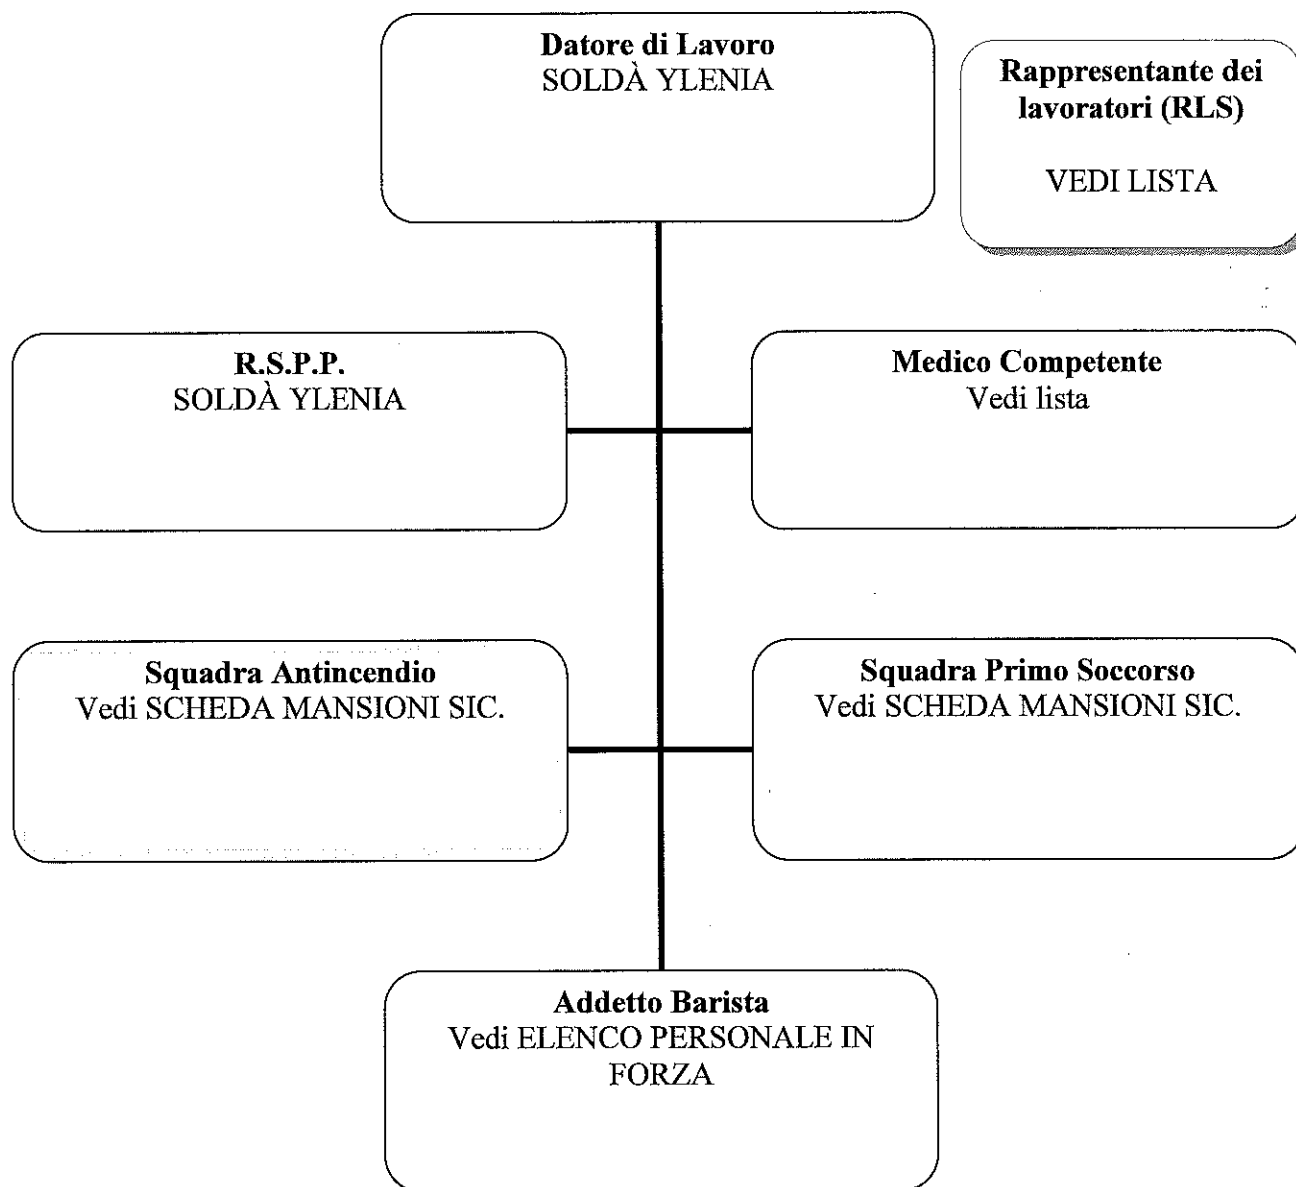 Datore di Lavoro
SOLDÀ YLENIA
Rappresentante dei
lavoratori (RLS)
VEDI LISTA
R.S.P.P.
SOLDÀ YLENIA
Medico Competente
Vedi lista
Squadra Antincendio
Vedi SCHEDA MANSIONI SIC.
Squadra Primo Soccorso
Vedi SCHEDA MANSIONI SIC.
Addetto Barista
Vedi ELENCO PERSONALE IN
FORZA